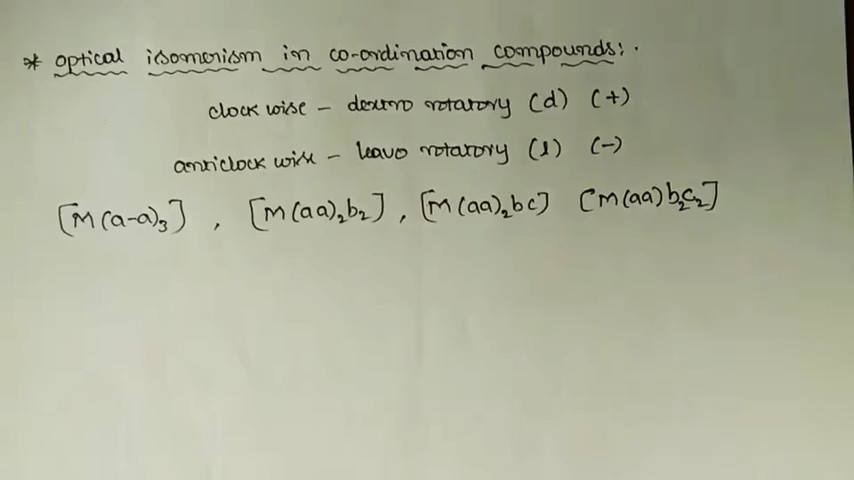 * optical isomerism in co-ordination compounds:.
clock wise - dextro rotatory (d) (+)
anticlock wise - leavo rotatory (l) (-)
[M(a-a)₃], [M(aa)₂b₂], [M(aa)₂bc] [M(aa)b₂c₂]